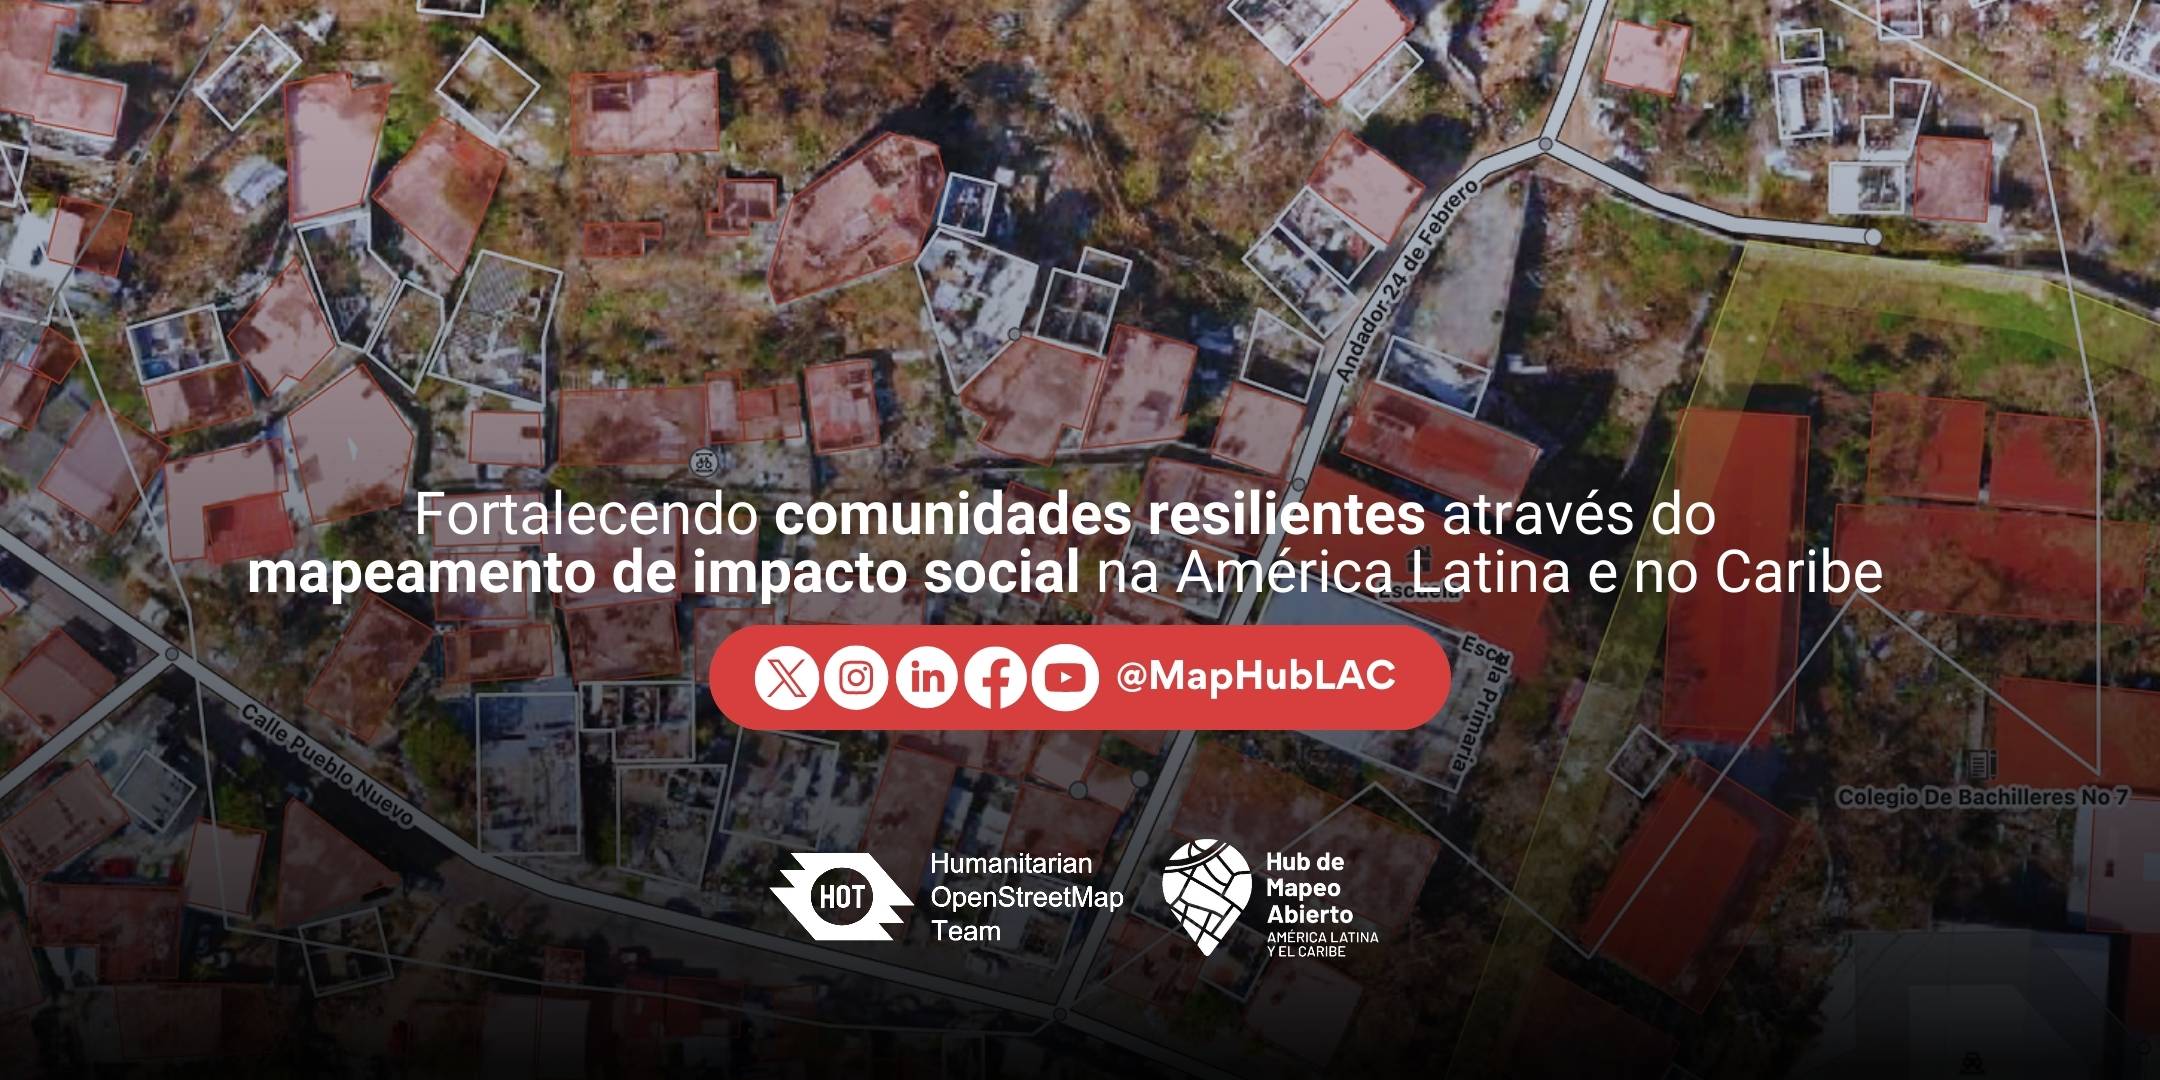 Andador 24 de Febrero
Fortalecendo comunidades resilientes através do
mapeamento de impacto social na América Latina e no Caribe
Escuela
@MapHubLAC
Escuela Primaria
Calle Pueblo Nuevo
Colegio De Bachilleres No 7
HOT
Humanitarian
OpenStreetMap
Team
Hub de
Mapeo
Abierto
AMÉRICA LATINA
Y EL CARIBE